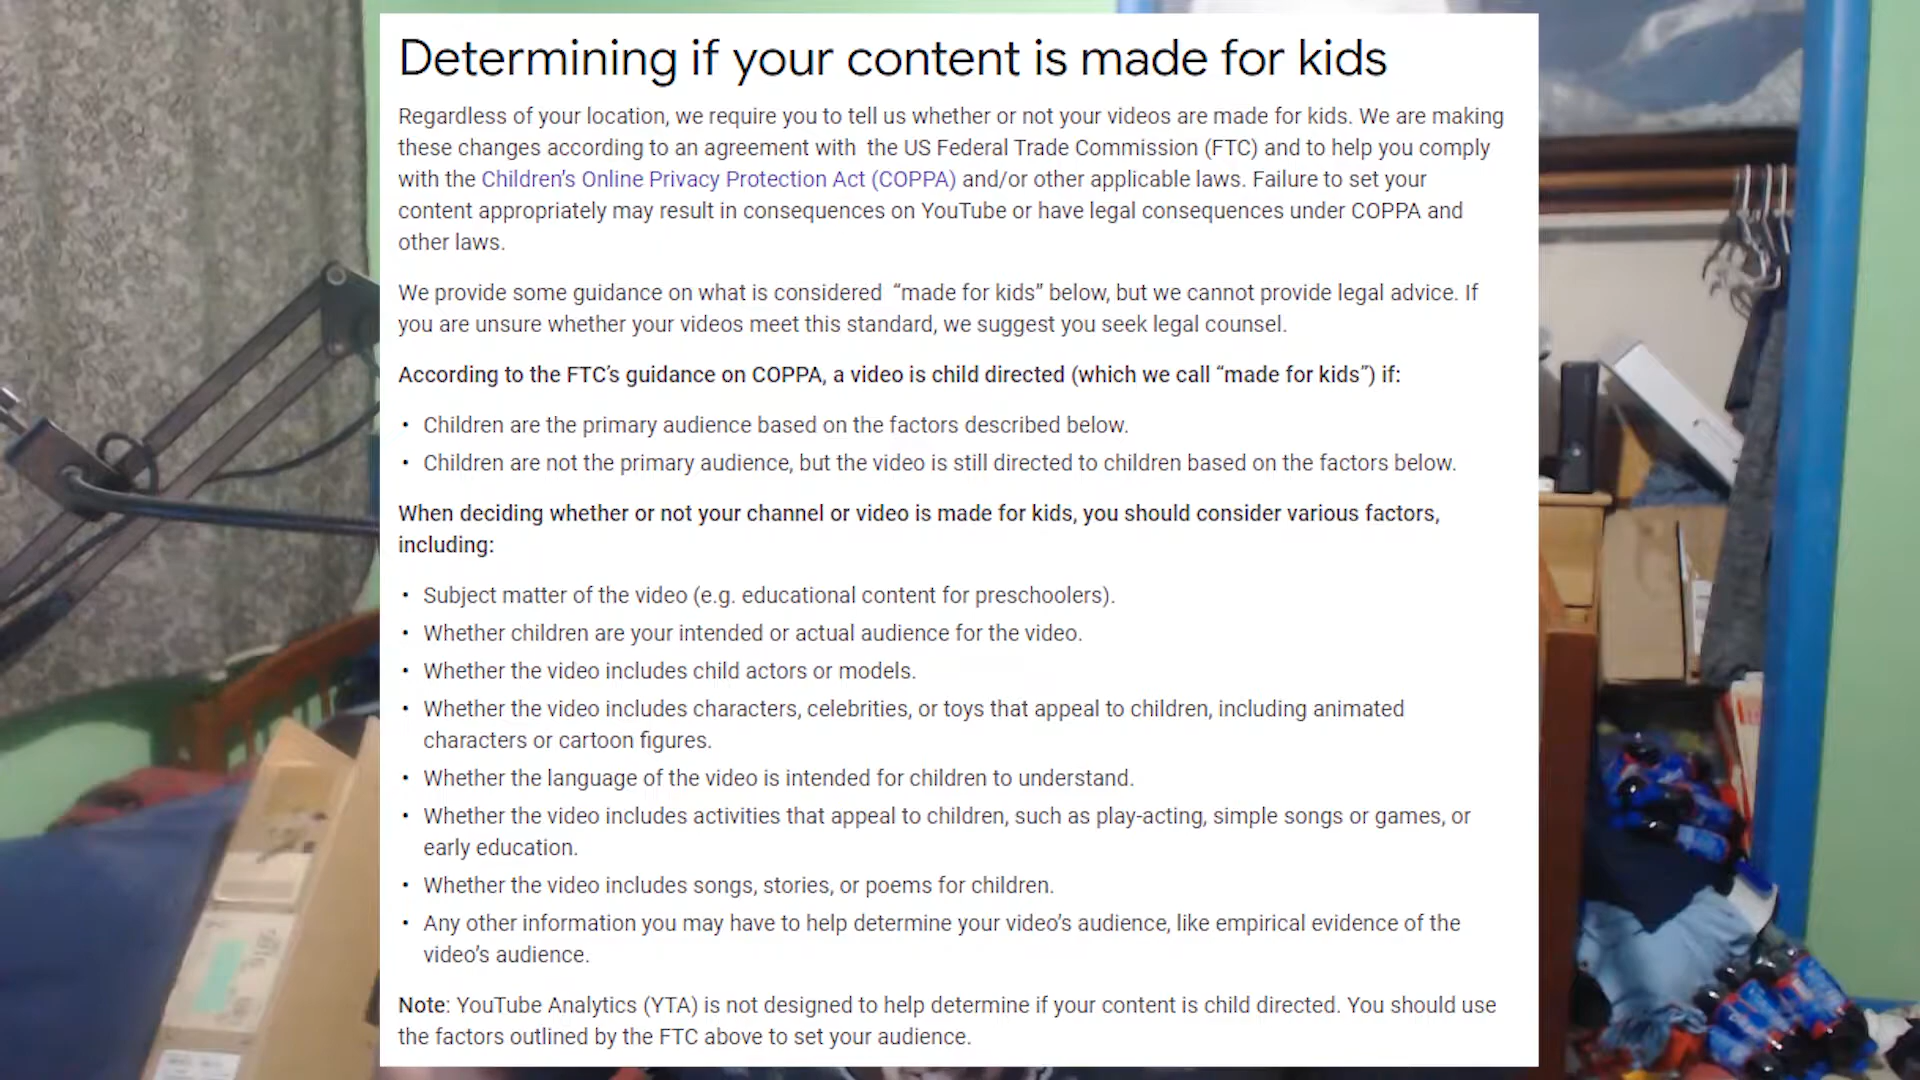 Determining if your content is made for kids
Regardless of your location, we require you to tell us whether or not your videos are made for kids. We are making
these changes according to an agreement with the US Federal Trade Commission (FTC) and to help you comply
with the Children's Online Privacy Protection Act (COPPA) and/or other applicable laws. Failure to set your
content appropriately may result in consequences on YouTube or have legal consequences under COPPA and
other laws.
We provide some guidance on what is considered “made for kids” below, but we cannot provide legal advice. If
you are unsure whether your videos meet this standard, we suggest you seek legal counsel.
According to the FTC’s guidance on COPPA, a video is child directed (which we call “made for kids”) if:
• Children are the primary audience based on the factors described below.
• Children are not the primary audience, but the video is still directed to children based on the factors below.
When deciding whether or not your channel or video is made for kids, you should consider various factors,
including:
• Subject matter of the video (e.g. educational content for preschoolers).
• Whether children are your intended or actual audience for the video.
• Whether the video includes child actors or models.
• Whether the video includes characters, celebrities, or toys that appeal to children, including animated
characters or cartoon figures.
• Whether the language of the video is intended for children to understand.
• Whether the video includes activities that appeal to children, such as play-acting, simple songs or games, or
early education.
• Whether the video includes songs, stories, or poems for children.
• Any other information you may have to help determine your video’s audience, like empirical evidence of the
video’s audience.
Note: YouTube Analytics (YTA) is not designed to help determine if your content is child directed. You should use
the factors outlined by the FTC above to set your audience.